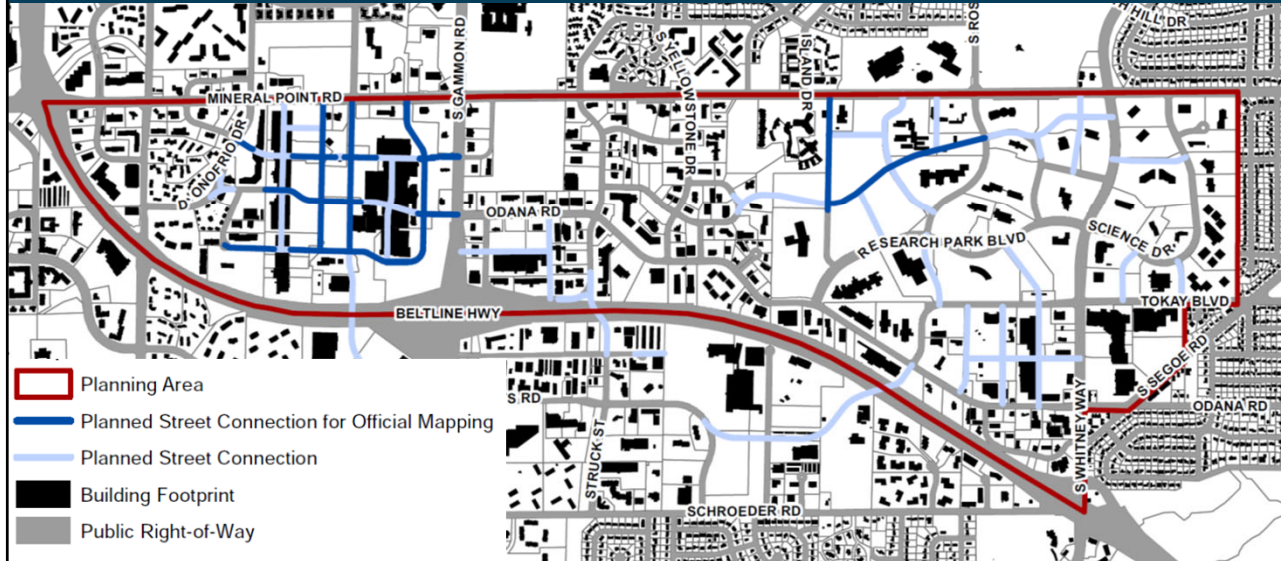 H HILL DR
S ROS
ISLAND DR
S YELLOWSTONE DR
S GAMMON RD
MINERAL POINT RD
D'ONOFRIO DR
ODANA RD
RESEARCH PARK BLVD
SCIENCE DR
TOKAY BLVD
BELTLINE HWY
S SEGOE RD
ODANA RD
S WHITNEY WAY
S RD
STRUCK ST
SCHROEDER RD
Planning Area
Planned Street Connection for Official Mapping
Planned Street Connection
Building Footprint
Public Right-of-Way